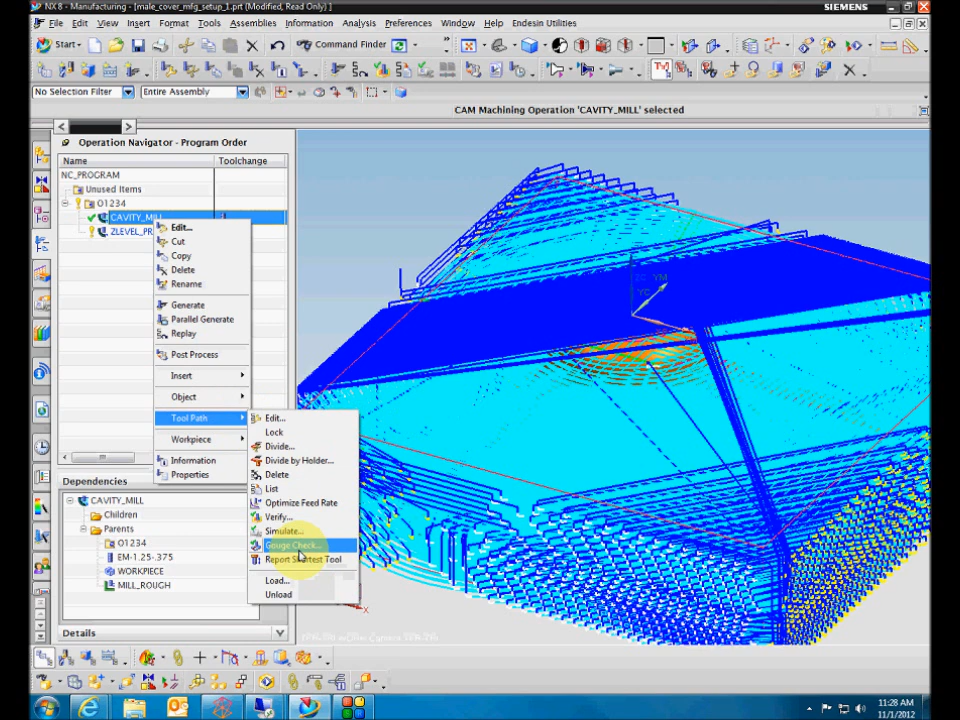 NX 8 - Manufacturing - [male_cover_mfg_setup_1.prt (Modified, Read Only) ]
SIEMENS
File Edit View Insert Format Tools Assemblies Information Analysis Preferences Window Help Endesin Utilities
Start
Command Finder
No Selection Filter
Entire Assembly
CAM Machining Operation 'CAVITY_MILL' selected
Operation Navigator - Program Order
Name
Toolchange
NC_PROGRAM
Unused Items
O1234
CAVITY_MILL
ZLEVEL_PR
Edit...
Cut
Copy
Delete
Rename
Generate
Parallel Generate
Replay
Post Process
Insert
Object
Tool Path
Workpiece
Information
Properties
Edit...
Lock
Divide...
Divide by Holder...
Delete
List
Optimize Feed Rate
Verify...
Simulate...
Gouge Check...
Report Shortest Tool
Load...
Unload
Dependencies
CAVITY_MILL
Children
Parents
O1234
EM-1.25-.375
WORKPIECE
MILL_ROUGH
Details
ZC
YM
YC
X
11:28 AM
11/1/2012